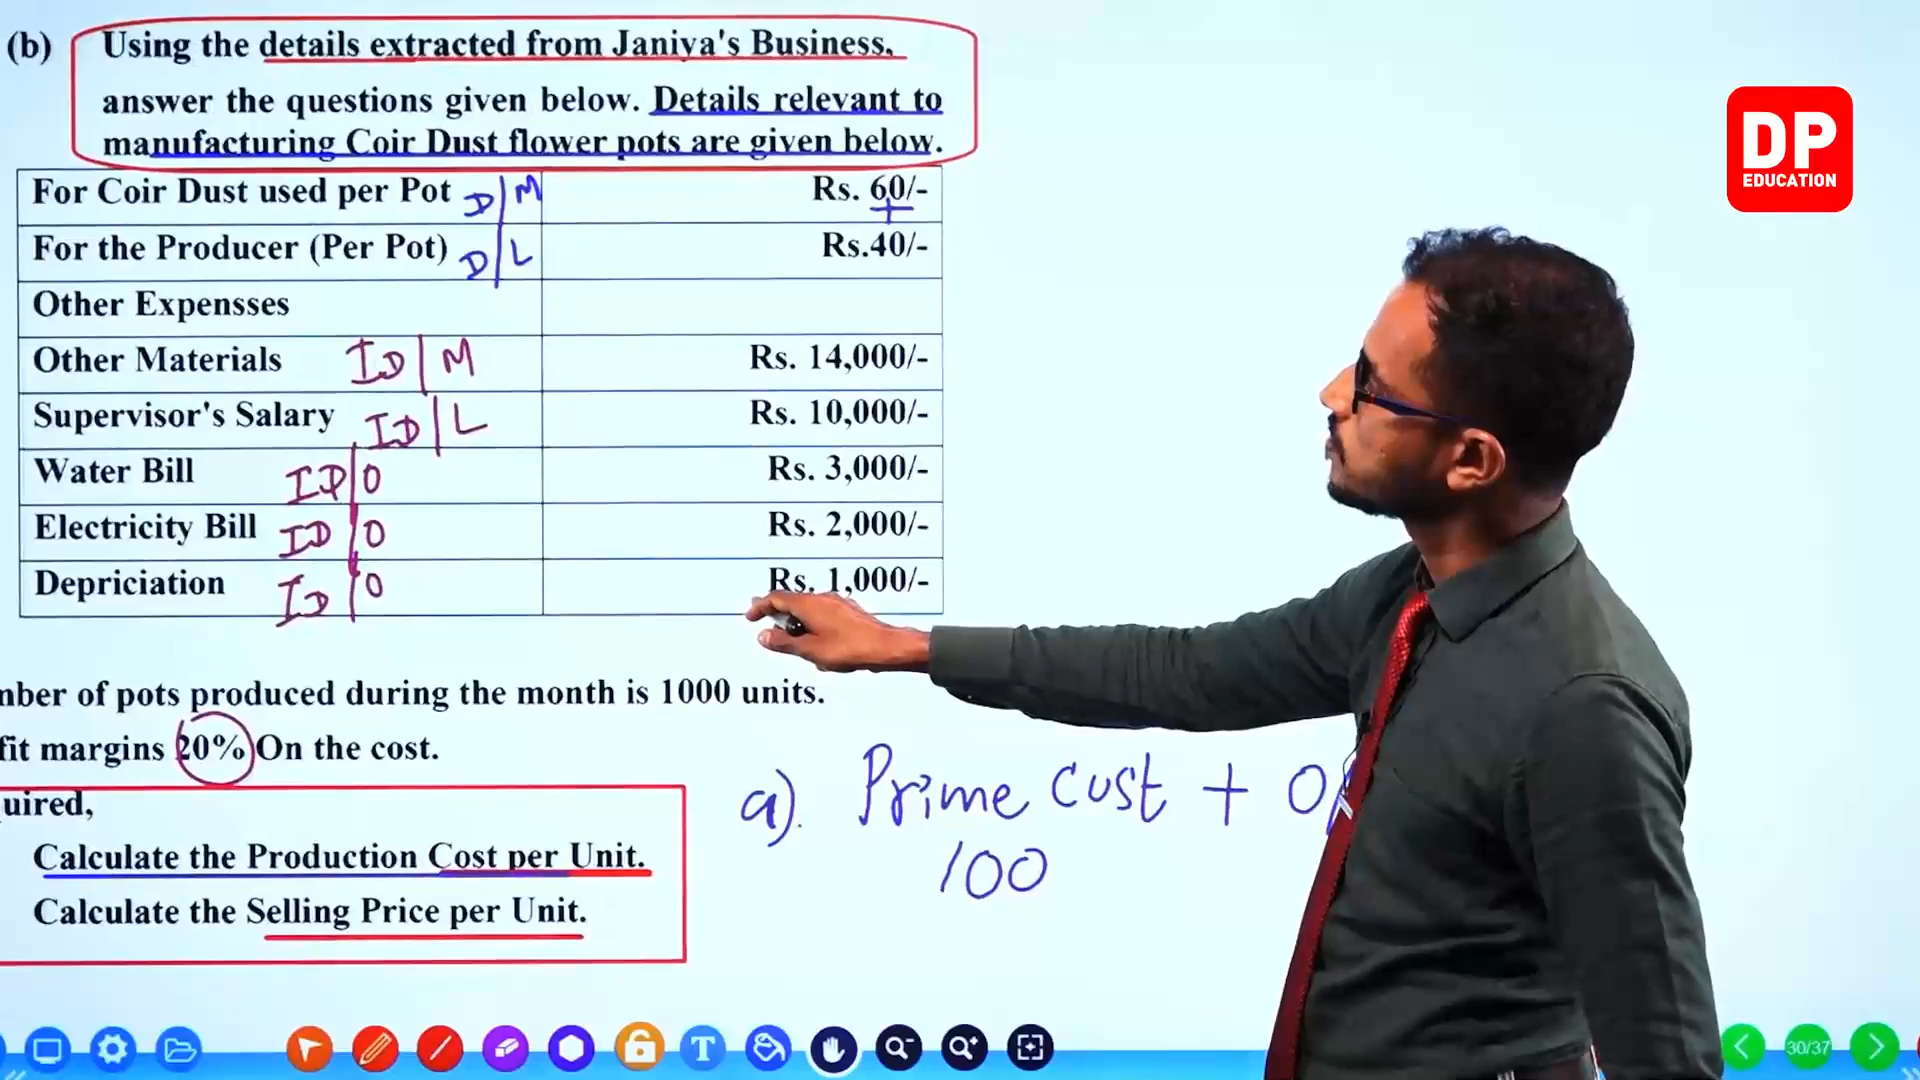 (b) Using the details extracted from Janiya's Business,
answer the questions given below. Details relevant to
manufacturing Coir Dust flower pots are given below.
For Coir Dust used per Pot D/M Rs. 60/-
For the Producer (Per Pot) D/L Rs.40/-
Other Expensses
Other Materials ID/M Rs. 14,000/-
Supervisor's Salary ID/L Rs. 10,000/-
Water Bill ID/O Rs. 3,000/-
Electricity Bill ID/O Rs. 2,000/-
Depriciation ID/O Rs. 1,000/-
mber of pots produced during the month is 1000 units.
fit margins 20% On the cost.
uired,
Calculate the Production Cost per Unit.
Calculate the Selling Price per Unit.
a). Prime cost + O
100
DP
EDUCATION
T
30/37